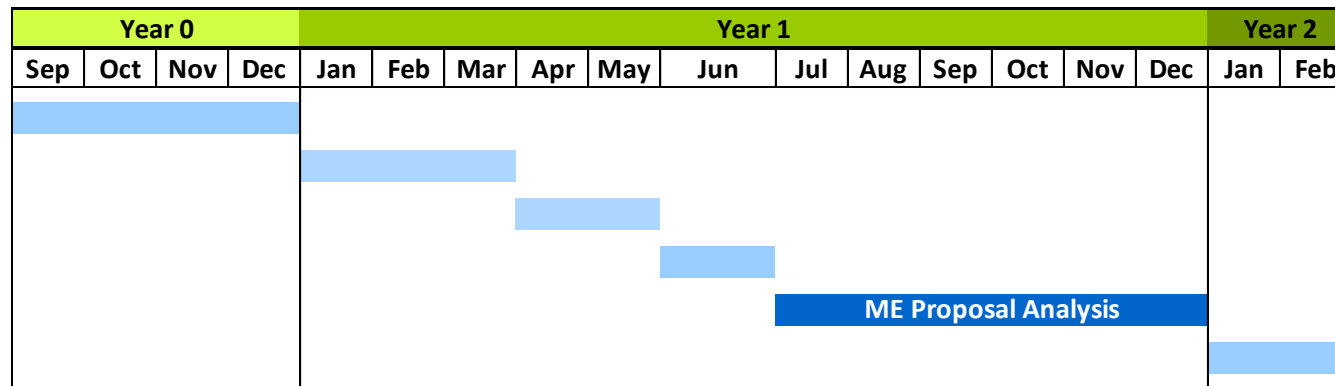 Year 0 Year 1 Year 2
Sep Oct Nov Dec Jan Feb Mar Apr May Jun Jul Aug Sep Oct Nov Dec Jan Feb
ME Proposal Analysis